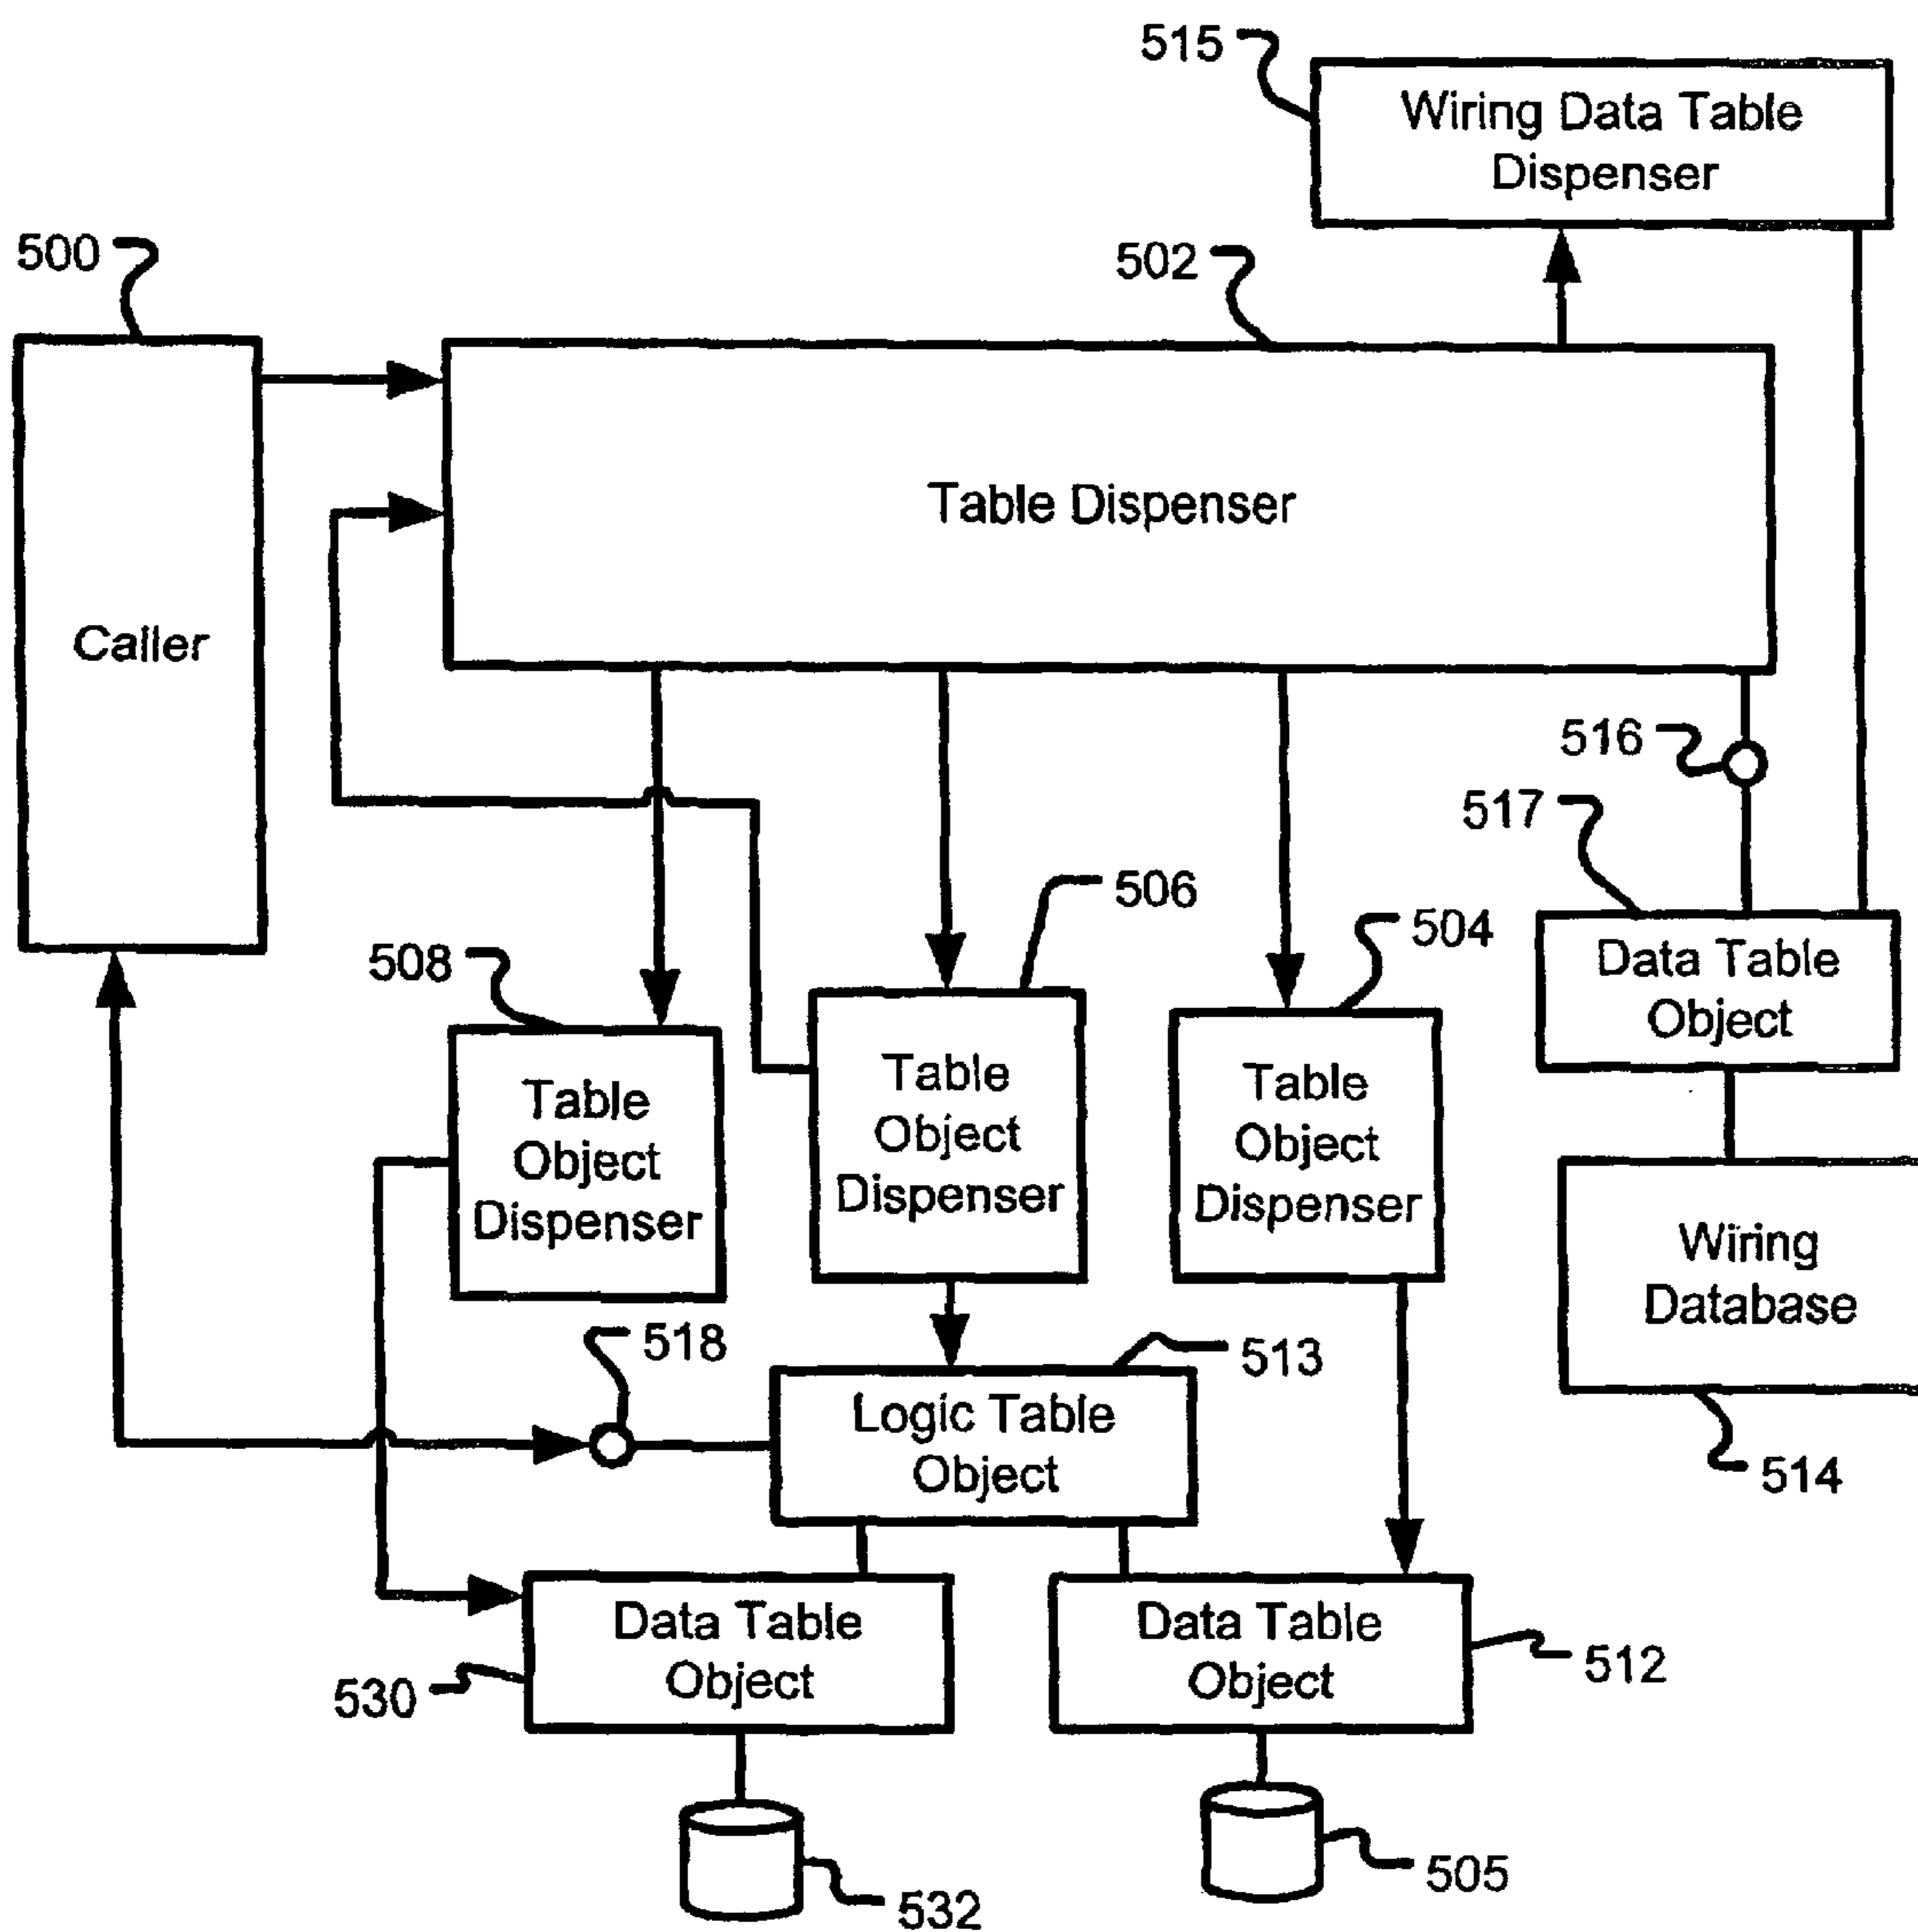 515
Wiring Data Table
Dispenser
500
502
Table Dispenser
Caller
516
517
506
504
508
Data Table
Object
Table
Object
Dispenser
Table
Object
Dispenser
Table
Object
Dispenser
Wiring
Database
518
513
Logic Table
Object
514
Data Table
Object
Data Table
Object
512
530
505
532